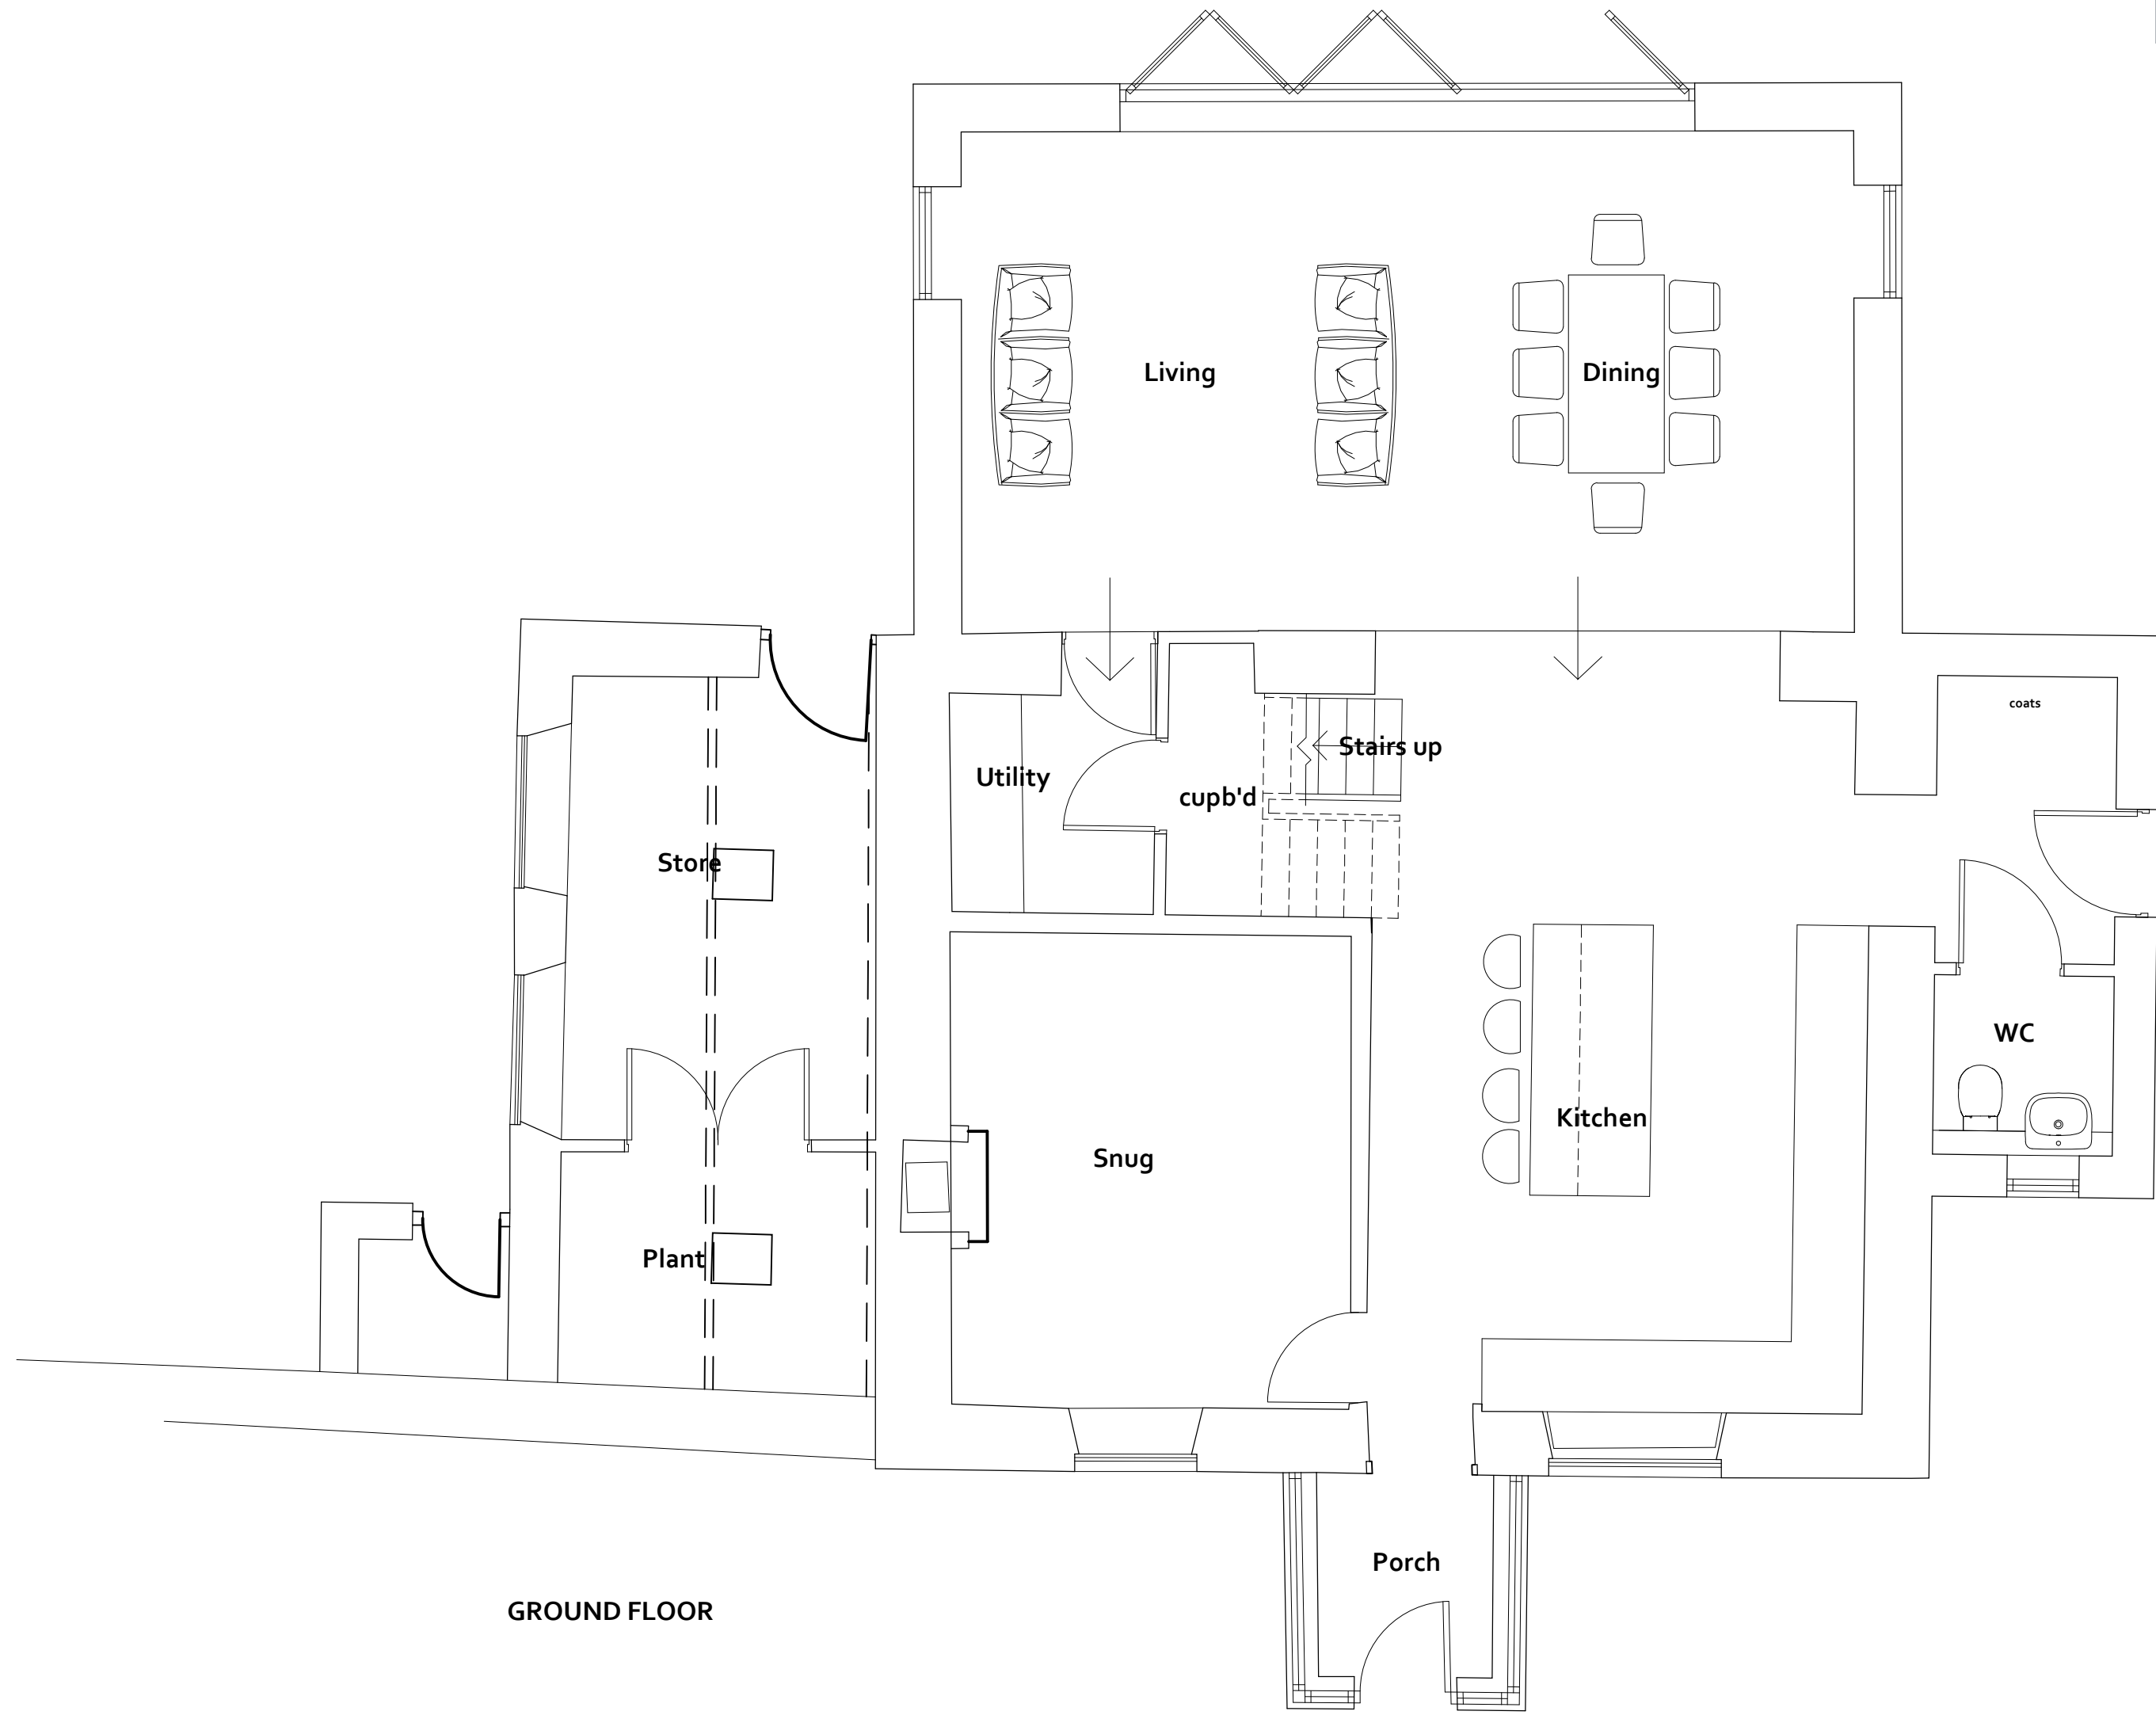 Living
Dining
coats
Stairs up
Utility
cupb'd
Store
WC
Kitchen
Snug
Plant
Porch
GROUND FLOOR